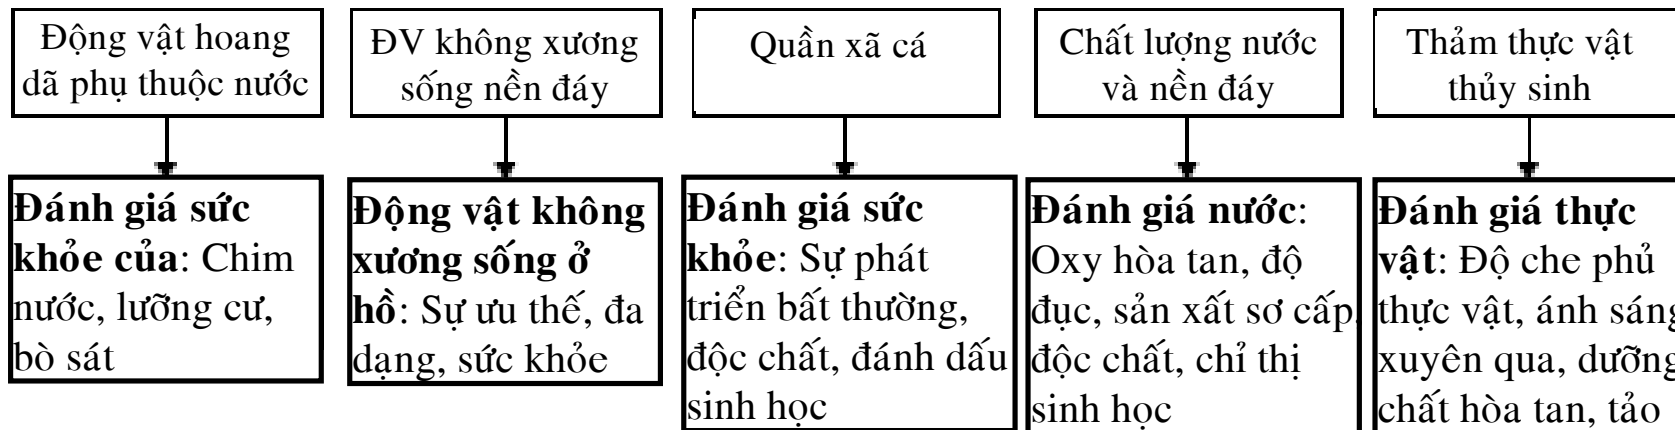 Động vật hoang
dã phụ thuộc nước
ĐV không xương
sống nền đáy
Quần xã cá
Chất lượng nước
và nền đáy
Thảm thực vật
thủy sinh
Đánh giá sức
khỏe của: Chim
nước, lưỡng cư,
bò sát
Động vật không
xương sống ở
hồ: Sự ưu thế, đa
dạng, sức khỏe
Đánh giá sức
khỏe: Sự phát
triển bất thường,
độc chất, đánh dấu
sinh học
Đánh giá nước:
Oxy hòa tan, độ
đục, sản xất sơ cấp,
độc chất, chỉ thị
sinh học
Đánh giá thực
vật: Độ che phủ
thực vật, ánh sáng
xuyên qua, dưỡng
chất hòa tan, tảo